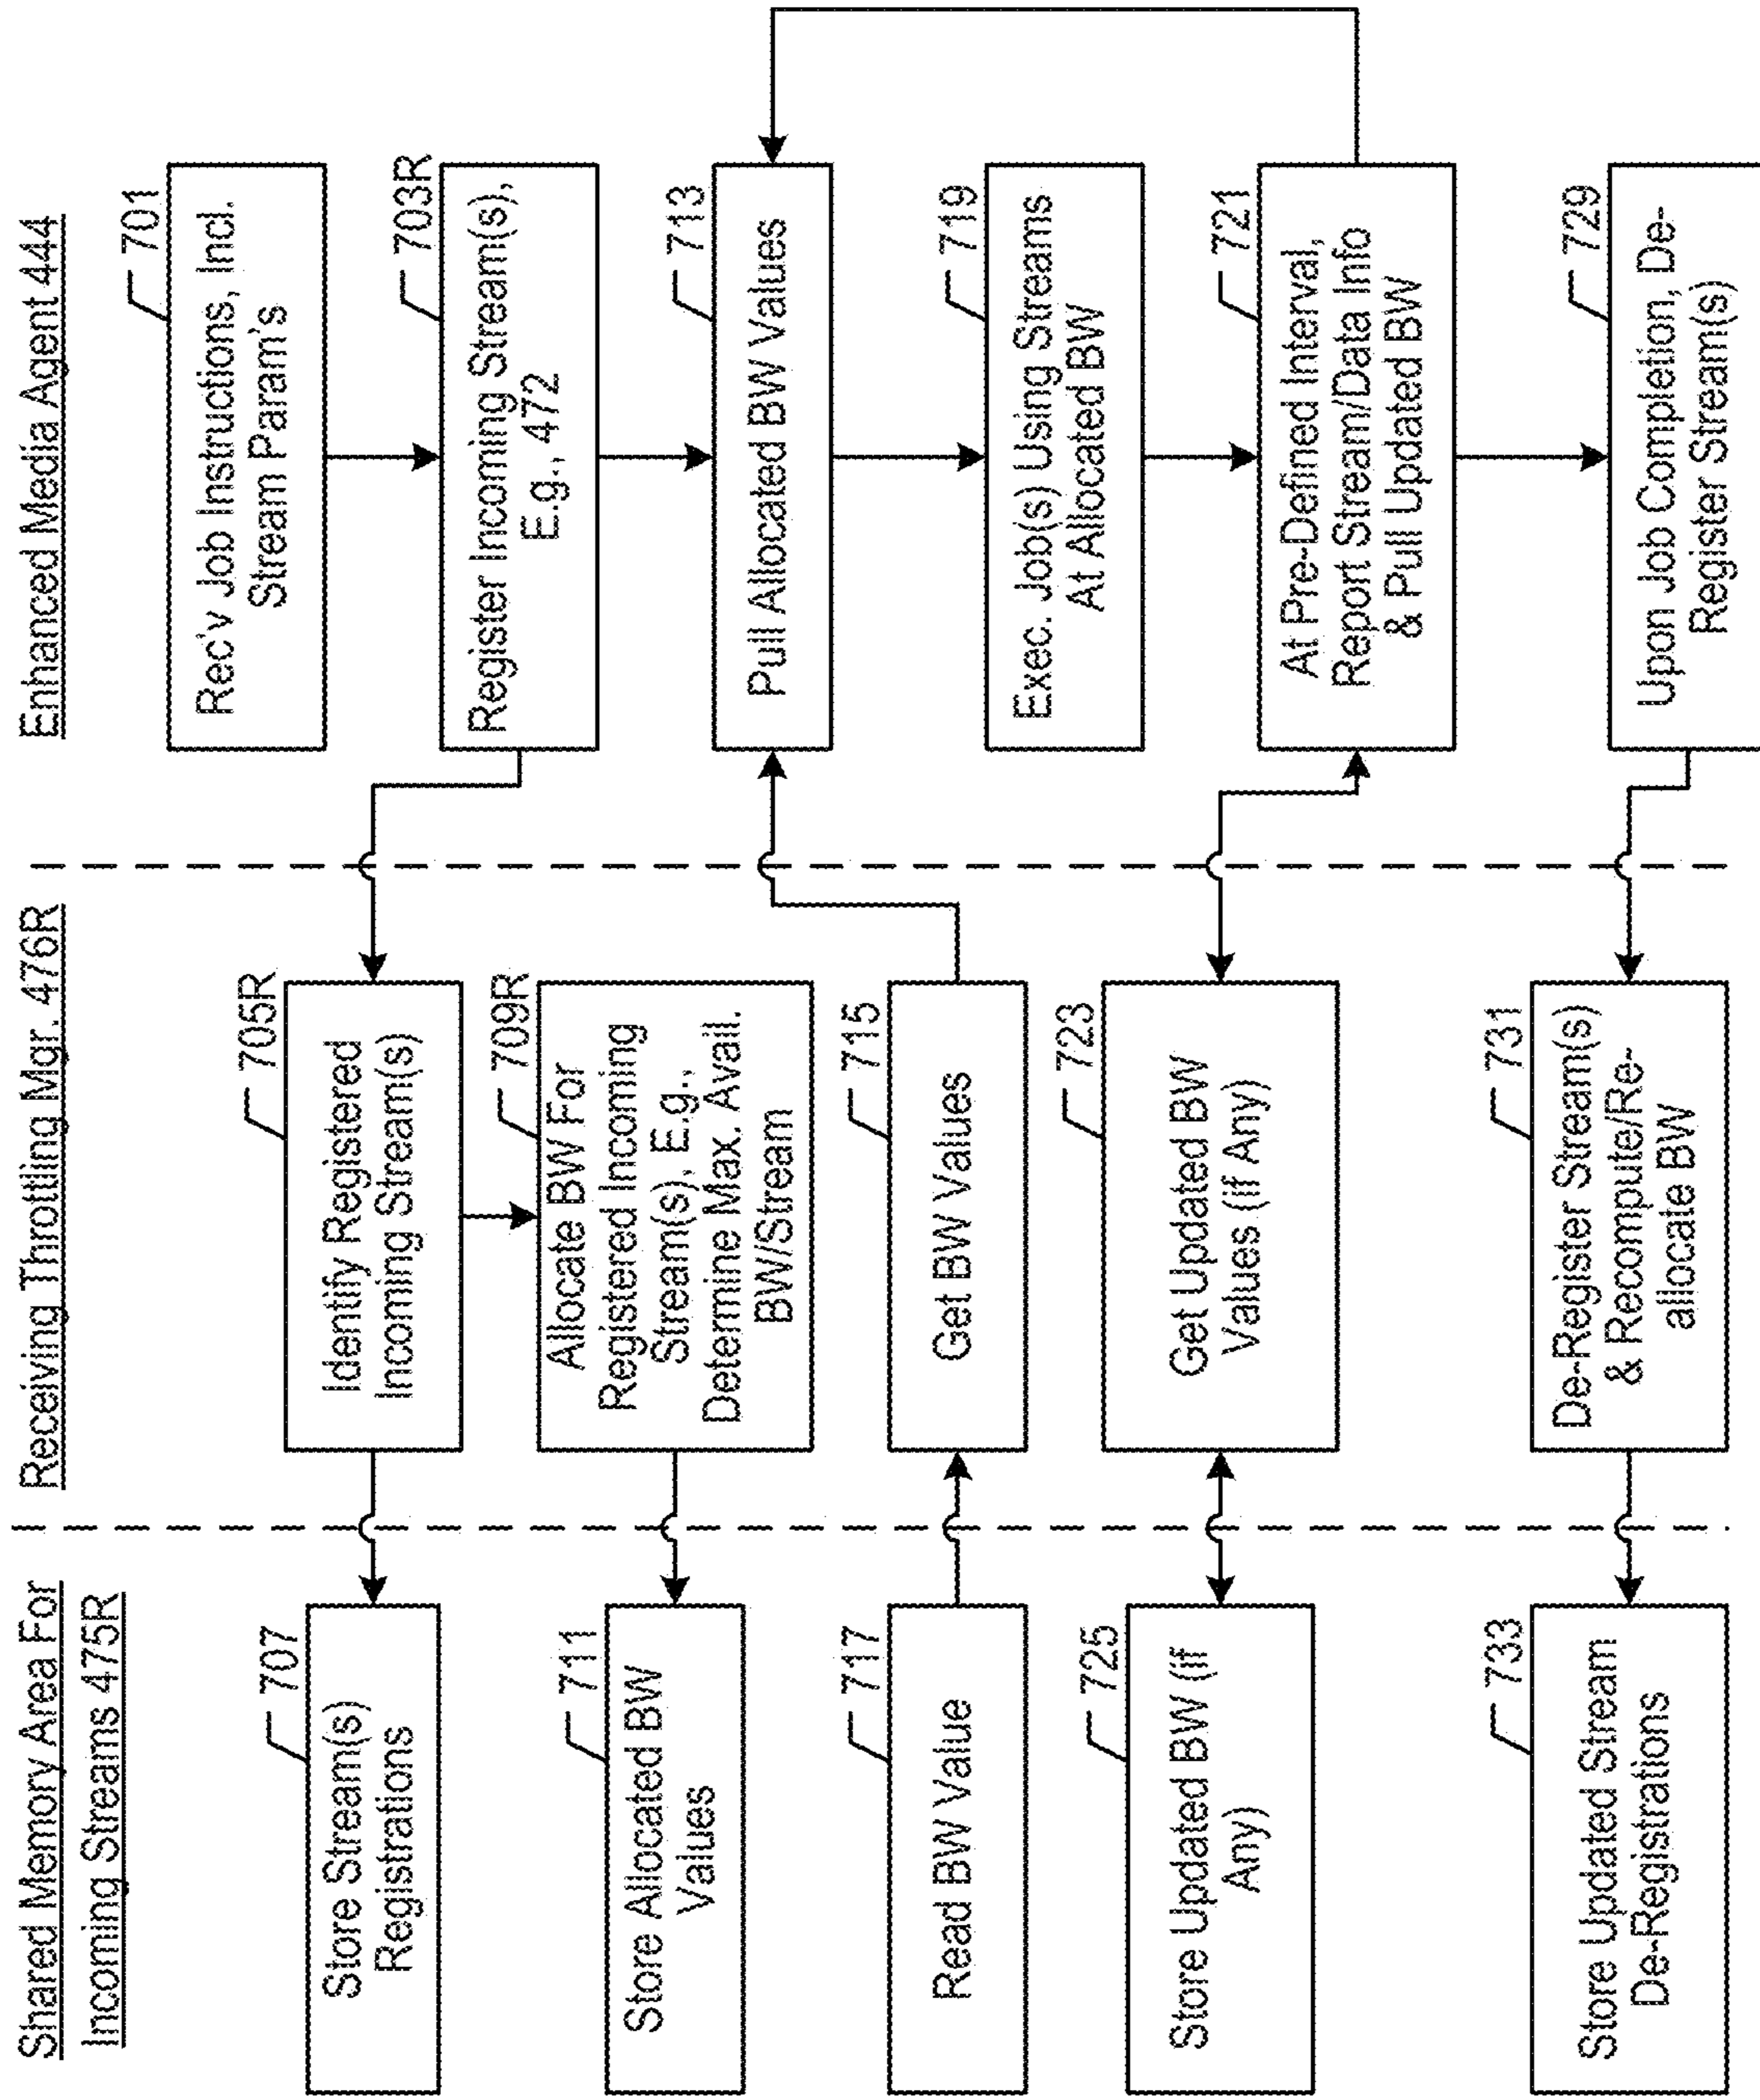 Shared Memory Area For
Incoming Streams 475R
Receiving Throttling Mgr. 476R
Enhanced Media Agent 444
701
Rec'v Job Instructions, Incl.
Stream Param's
703R
Register Incoming Stream(s),
E.g., 472
705R
Identify Registered
Incoming Stream(s)
707
Store Stream(s)
Registrations
709R
Allocate BW For
Registered Incoming
Stream(s), E.g.,
Determine Max. Avail.
BW/Stream
711
Store Allocated BW
Values
713
Pull Allocated BW Values
715
Get BW Values
717
Read BW Value
719
Exec. Job(s) Using Streams
At Allocated BW
721
At Pre-Defined Interval,
Report Stream/Data Info
& Pull Updated BW
723
Get Updated BW
Values (if Any)
725
Store Updated BW (if
Any)
729
Upon Job Completion, De-
Register Stream(s)
731
De-Register Stream(s)
& Recompute/Re-
allocate BW
733
Store Updated Stream
De-Registrations